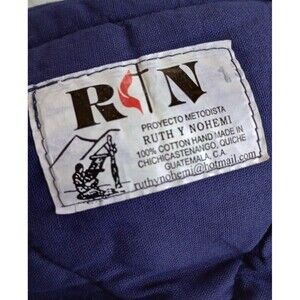 R N
PROYECTO METODISTA
RUTH Y NOHEMI
100% COTTON HAND MADE IN
CHICHICASTENANGO, QUICHE
GUATEMALA, C.A.
ruthynohemi@hotmail.com